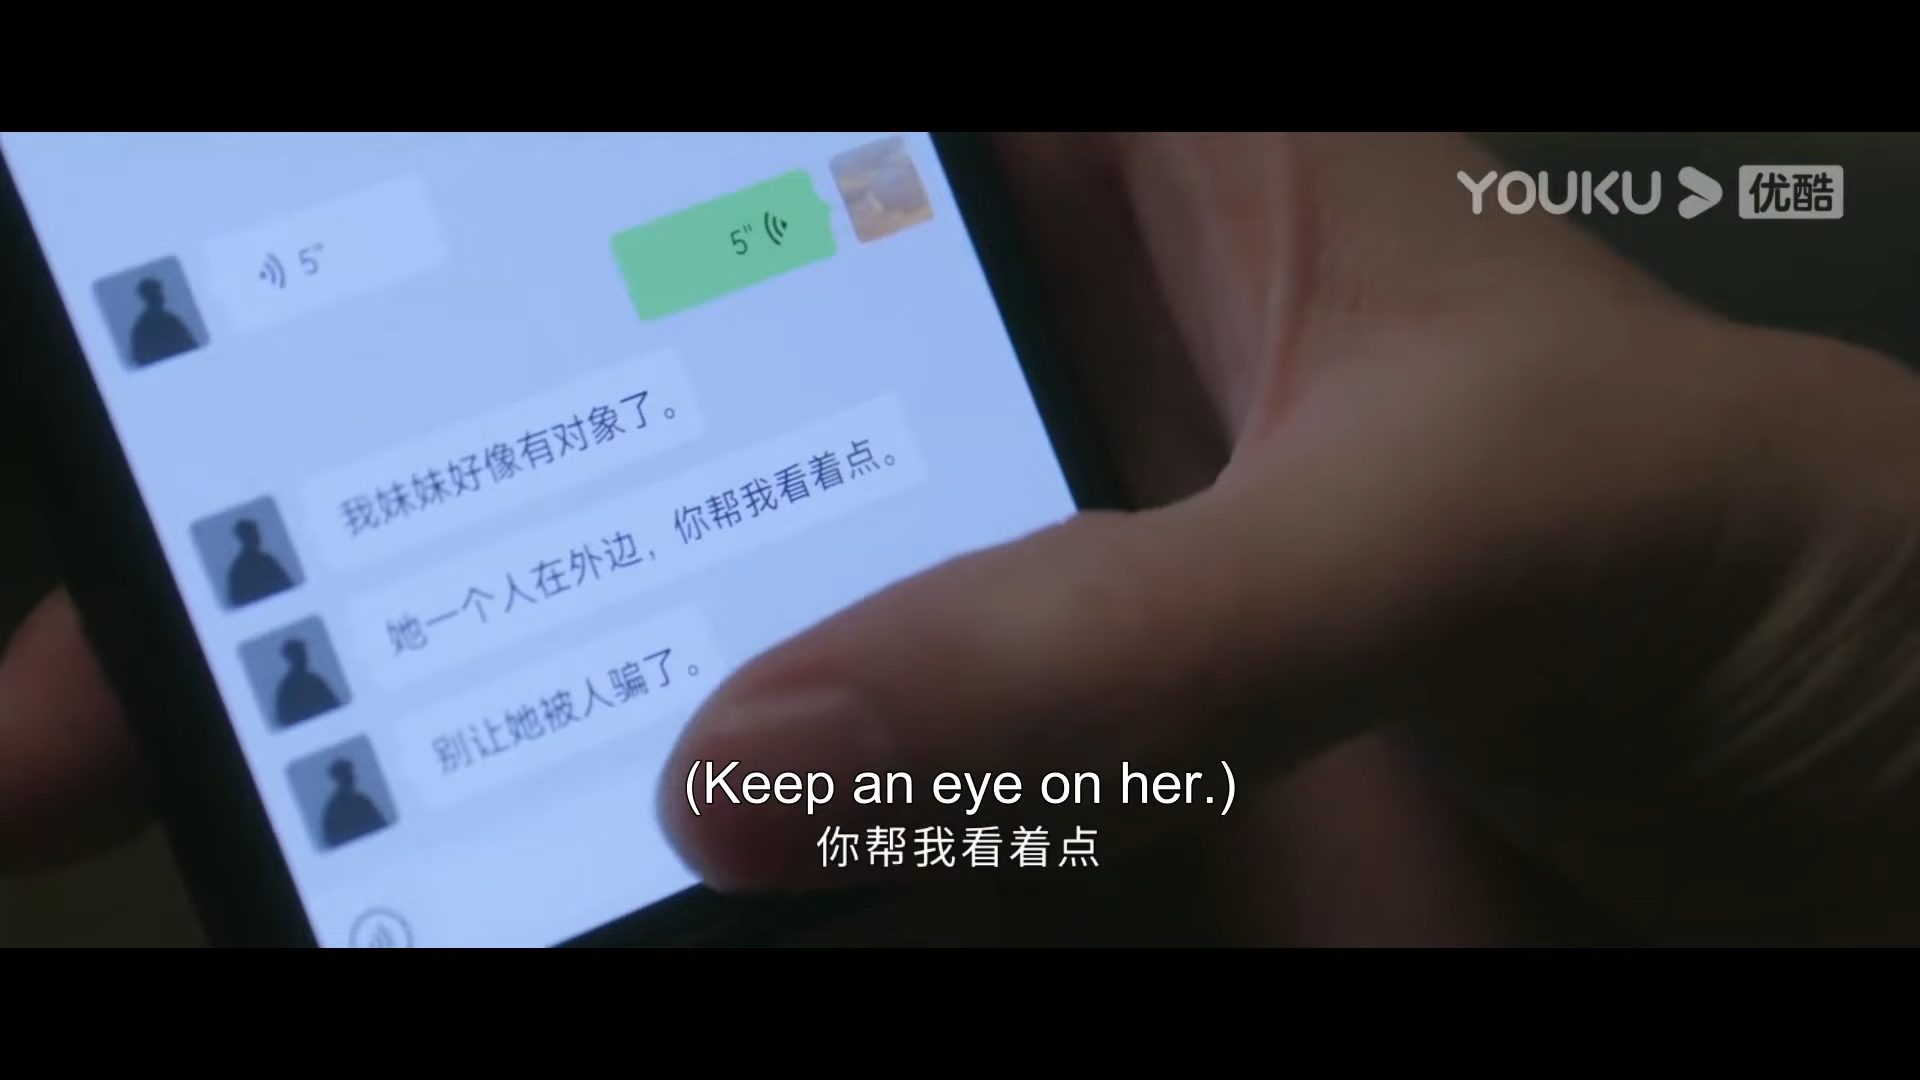 YOUKU 优酷
5"
5"
我妹妹好像有对象了。
她一个人在外边，你帮我看着点。
别让她被人骗了。
(Keep an eye on her.)
你帮我看着点